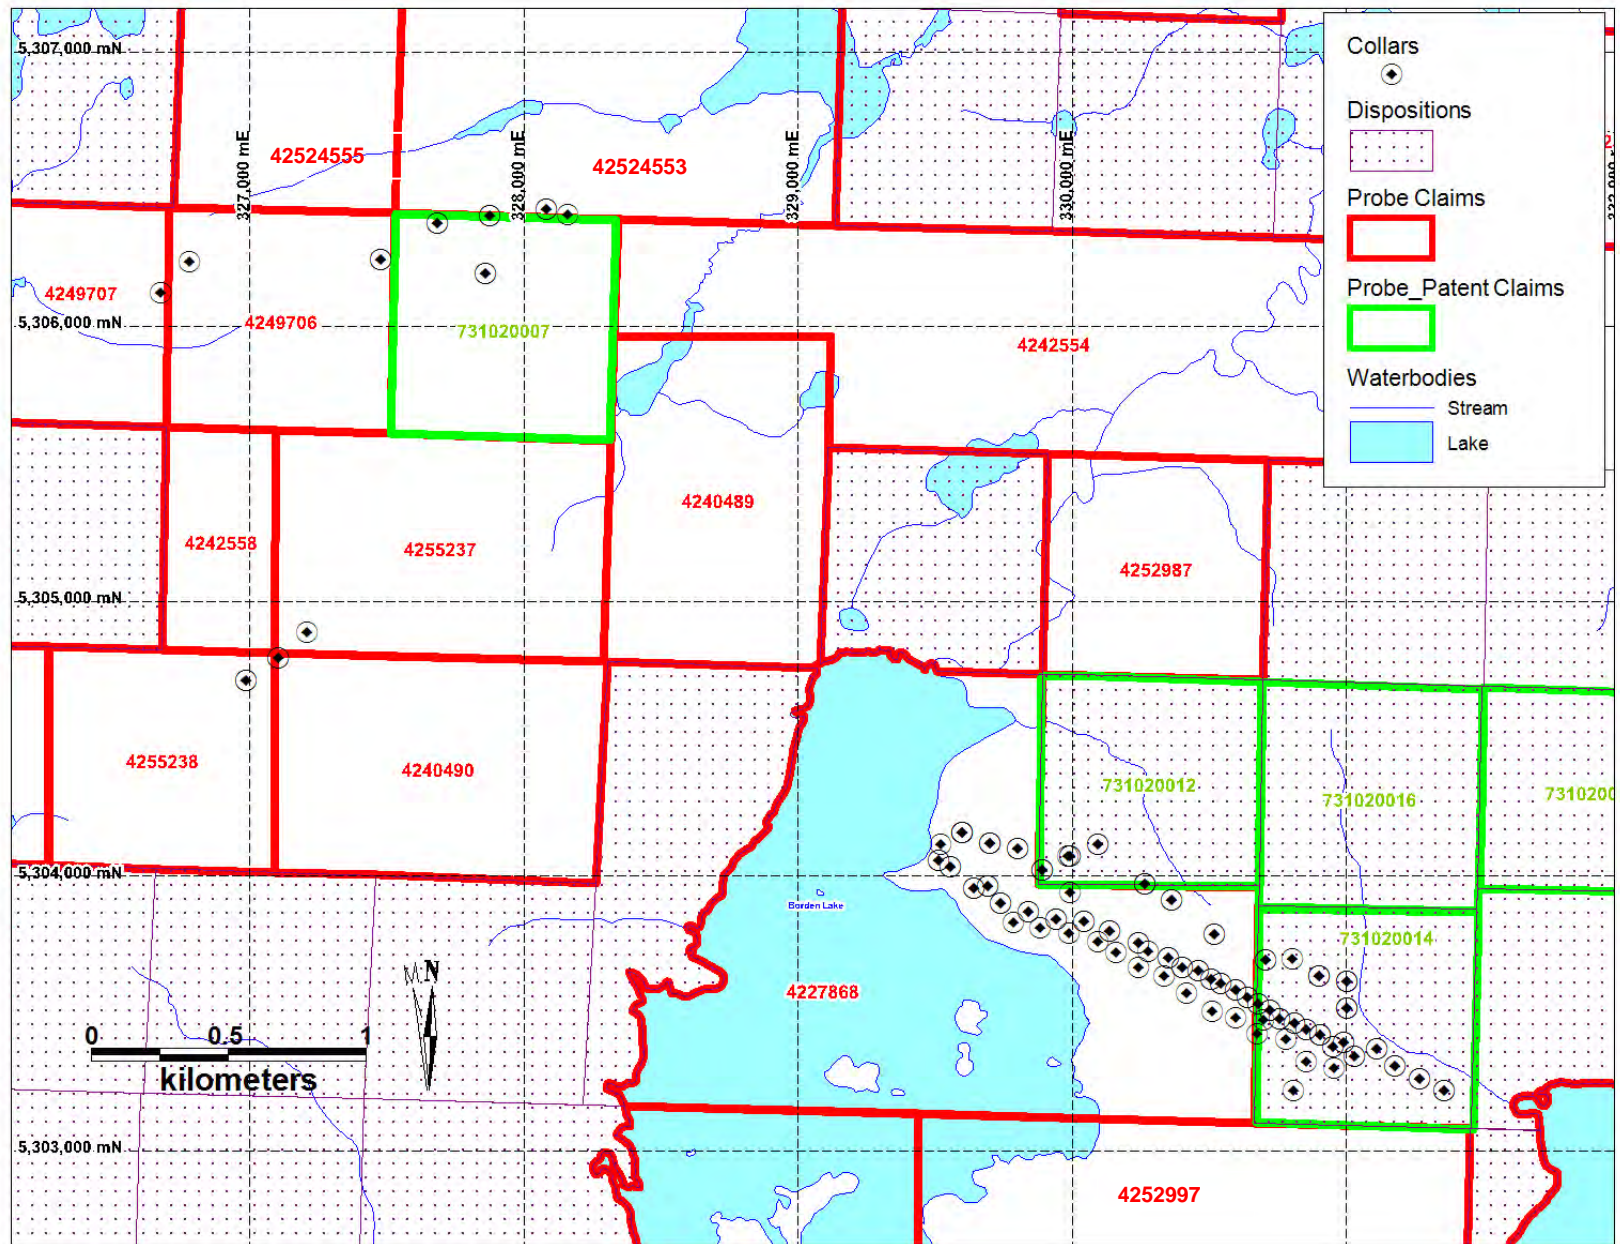 5,307,000 mN
Collars
Dispositions
Probe Claims
Probe_Patent Claims
Waterbodies
Stream
Lake
327,000 mE
328,000 mE
329,000 mE
330,000 mE
42524555
42524553
4249707
5,306,000 mN
4249706
731020007
4242554
4240489
4242558
4255237
4252987
5,305,000 mN
4255238
4240490
731020012
731020016
731020
5,304,000 mN
Borden Lake
731020014
4227868
N
0 0.5 1
kilometers
5,303,000 mN
4252997